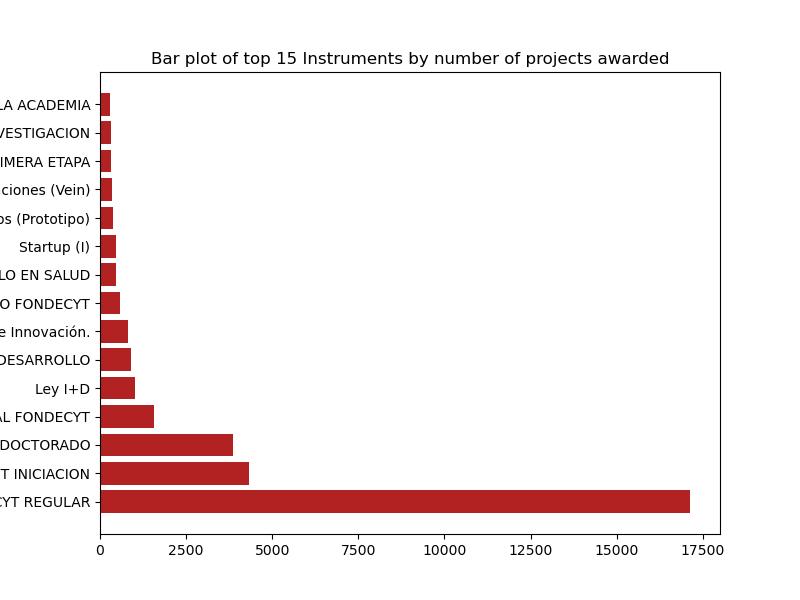 Bar plot of top 15 Instruments by number of projects awarded
LA ACADEMIA
VESTIGACION
IMERA ETAPA
ciones (Vein)
os (Prototipo)
Startup (I)
LO EN SALUD
O FONDECYT
e Innovación.
DESARROLLO
Ley I+D
AL FONDECYT
DOCTORADO
T INICIACION
CYT REGULAR
0 2500 5000 7500 10000 12500 15000 17500